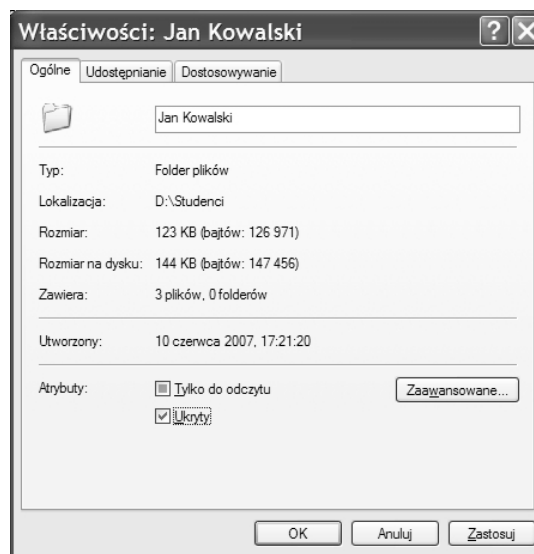 Właściwości: Jan Kowalski
Ogólne Udostępnianie Dostosowywanie
Jan Kowalski
Typ: Folder plików
Lokalizacja: D:\Studenci
Rozmiar: 123 KB (bajtów: 126 971)
Rozmiar na dysku: 144 KB (bajtów: 147 456)
Zawiera: 3 plików, 0 folderów
Utworzony: 10 czerwca 2007, 17:21:20
Atrybuty: Tylko do odczytu Zaawansowane...
Ukryty
OK Anuluj Zastosuj